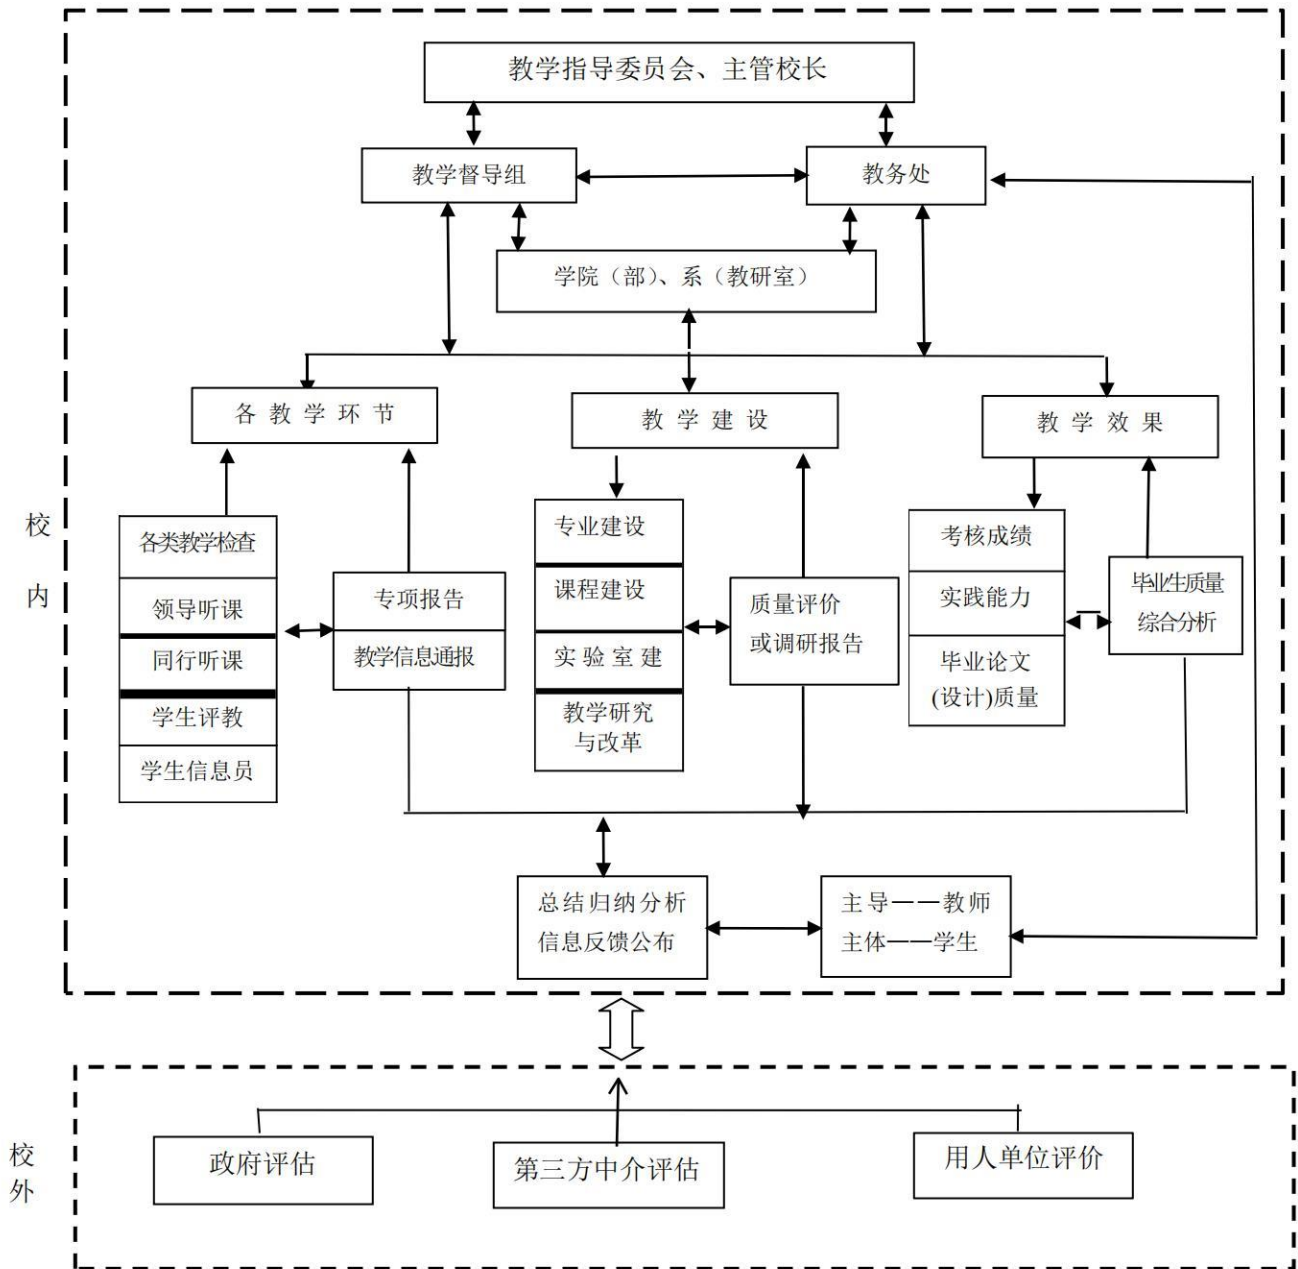 教学指导委员会、主管校长
教学督导组
教务处
学院（部）、系（教研室）
各教学环节
教学建设
教学效果
校
内
各类教学检查
领导听课
同行听课
学生评教
学生信息员
专项报告
教学信息通报
专业建设
课程建设
实验室建
教学研究
与改革
质量评价
或调研报告
考核成绩
实践能力
毕业论文
(设计)质量
毕业生质量
综合分析
总结归纳分析
信息反馈公布
主导——教师
主体——学生
校
外
政府评估
第三方中介评估
用人单位评价